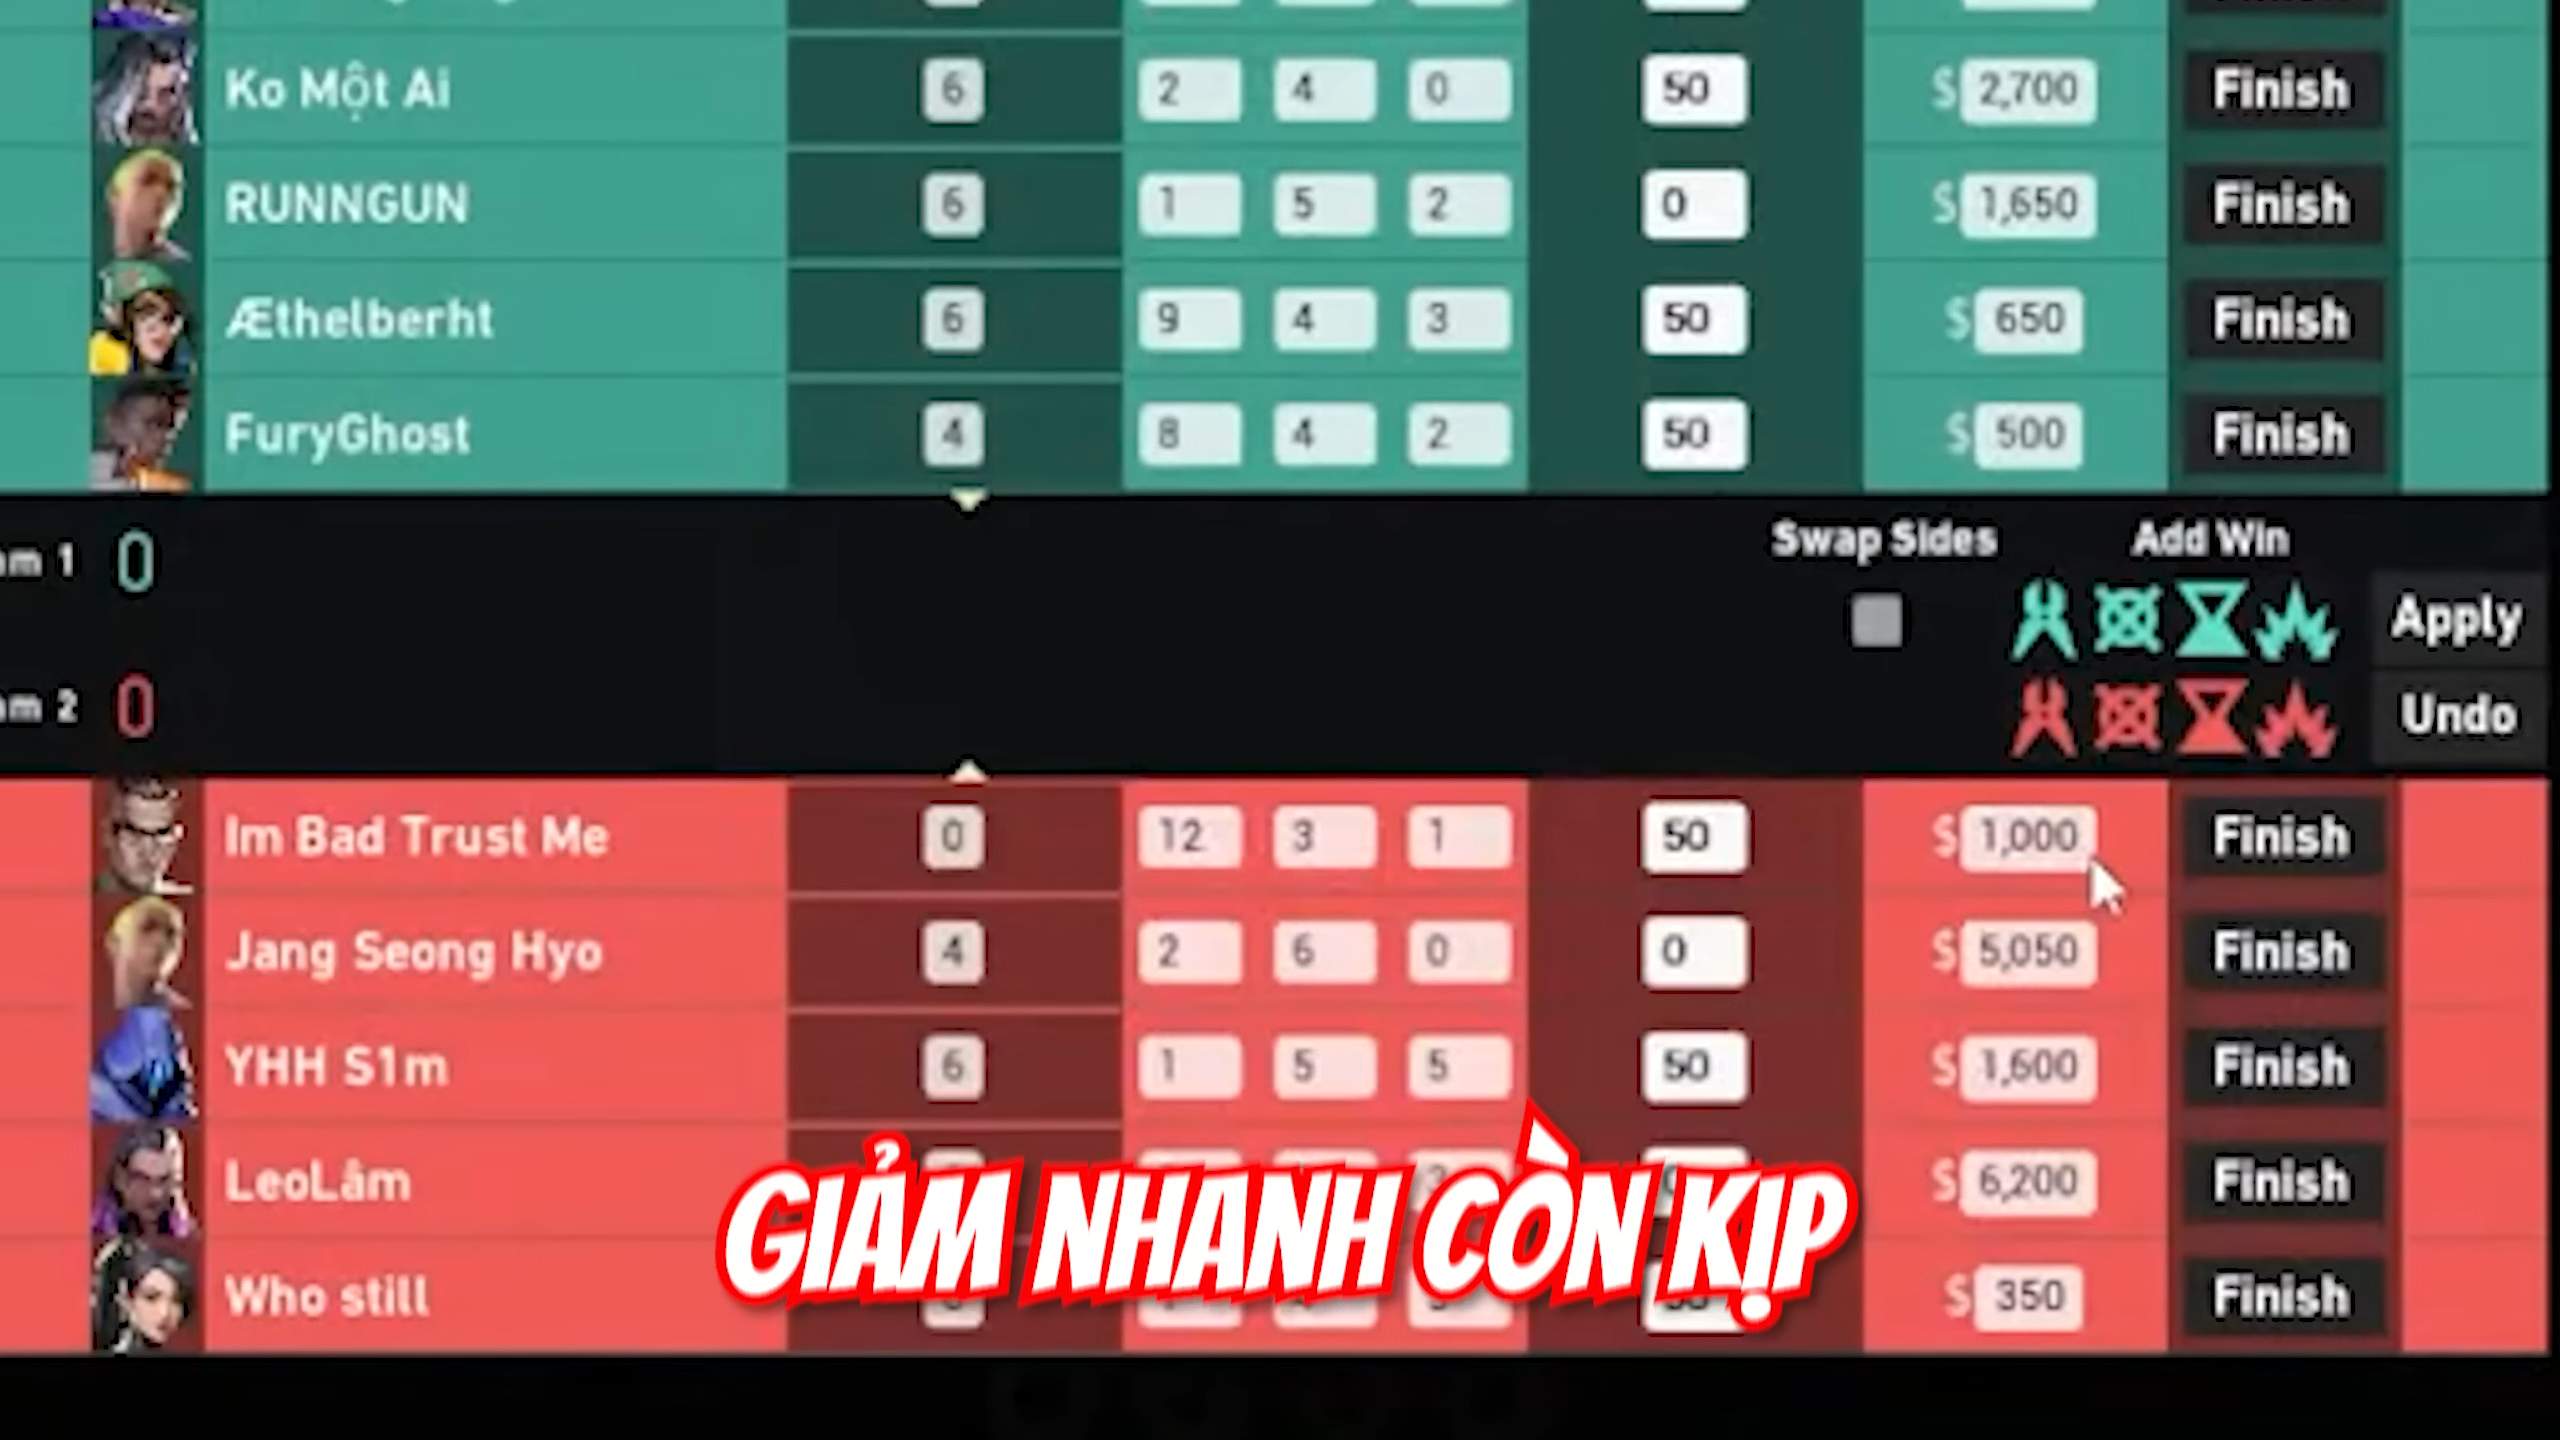 Ko Một Ai 6 2 4 0 50 $ 2,700 Finish
RUNNGUN 6 1 5 2 0 $ 1,650 Finish
Æthelberht 6 9 4 3 50 $ 650 Finish
FuryGhost 4 8 4 2 50 $ 500 Finish
Swap Sides Add Win
1 0 Apply
2 0 Undo
Im Bad Trust Me 0 12 3 1 50 $ 1,000 Finish
Jang Seong Hyo 4 2 6 0 0 $ 5,050 Finish
YHH S1m 6 1 5 5 50 $ 1,600 Finish
LeoLâm 3 $ 6,200 Finish
GIẢM NHANH CÒN KỊP
Who still $ 350 Finish